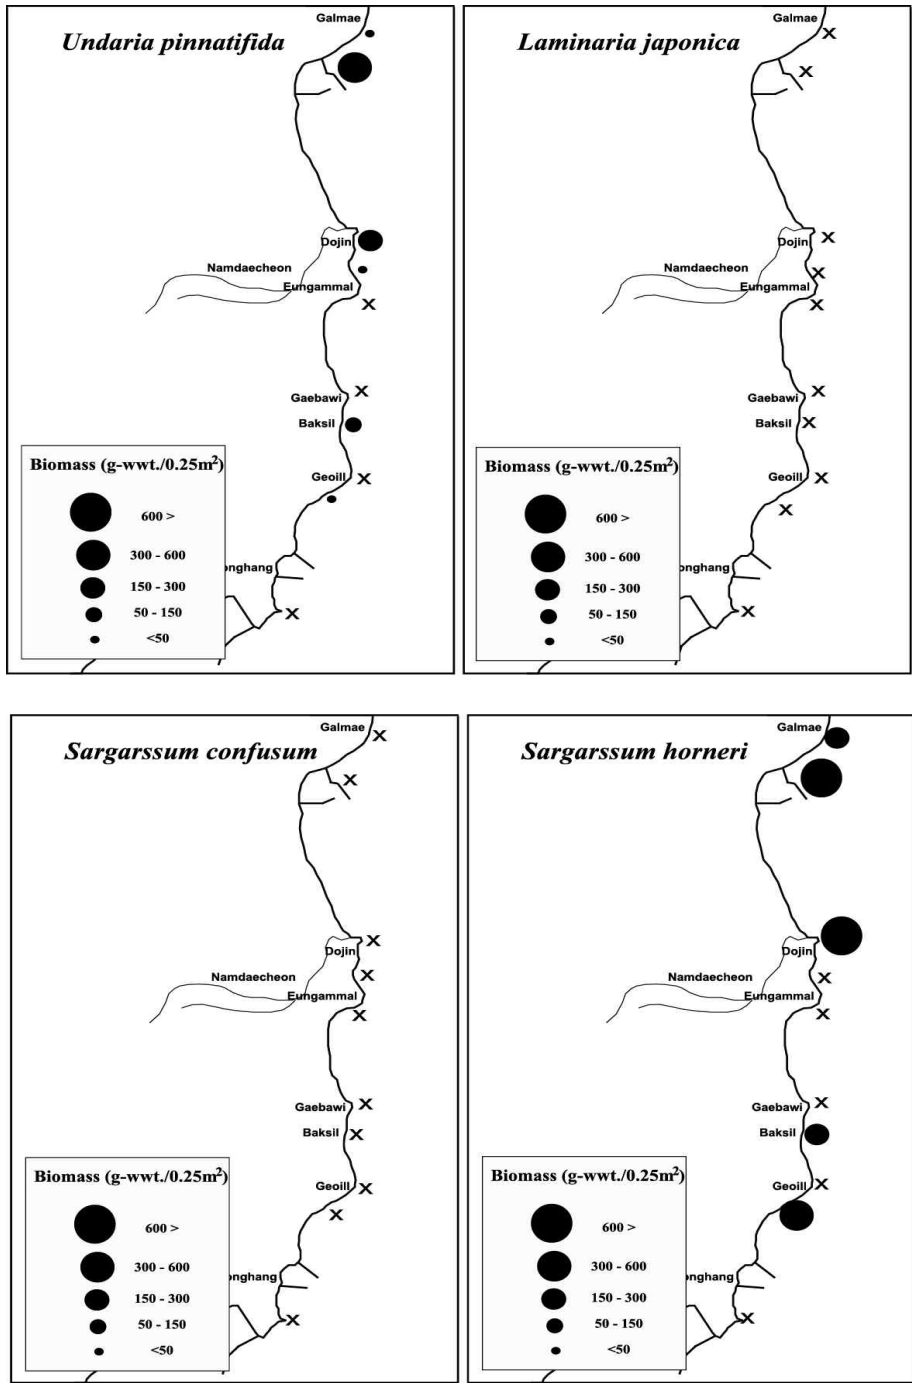 Galmae
Undaria pinnatifida
Dojin
Namdaecheon
Eungammal
X
Gaebawi
X
Baksil
Biomass (g-wwt./0.25m²)
Geoill
X
600 >
300 - 600
onghang
150 - 300
50 - 150
X
<50
Galmae
X
Laminaria japonica
X
Dojin
X
Namdaecheon
X
Eungammal
X
Gaebawi
X
Baksil
X
Biomass (g-wwt./0.25m²)
Geoill
X
600 >
X
300 - 600
onghang
150 - 300
50 - 150
X
<50
Galmae
X
Sargarssum confusum
X
Dojin
X
Namdaecheon
X
Eungammal
X
Gaebawi
X
Baksil
X
Biomass (g-wwt./0.25m²)
Geoill
X
X
600 >
300 - 600
onghang
150 - 300
50 - 150
X
<50
Galmae
Sargarssum horneri
Dojin
Namdaecheon
X
Eungammal
X
Gaebawi
X
Baksil
Biomass (g-wwt./0.25m²)
Geoill
X
600 >
300 - 600
onghang
150 - 300
50 - 150
X
<50